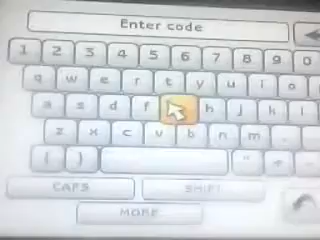 Enter code
1 2 3 4 5 6 7 8 9 0
q w e r t y u i o
a s d f h j k l
z x c v b n m .
[ ] " -
CAPS SHIFT
MORE